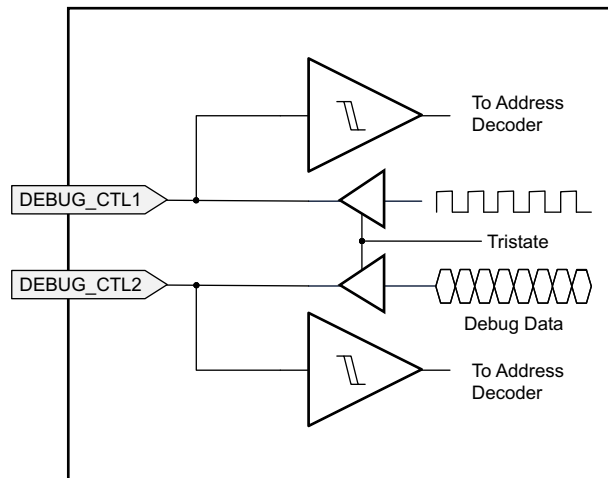 To Address
Decoder
DEBUG_CTL1
Tristate
DEBUG_CTL2
Debug Data
To Address
Decoder